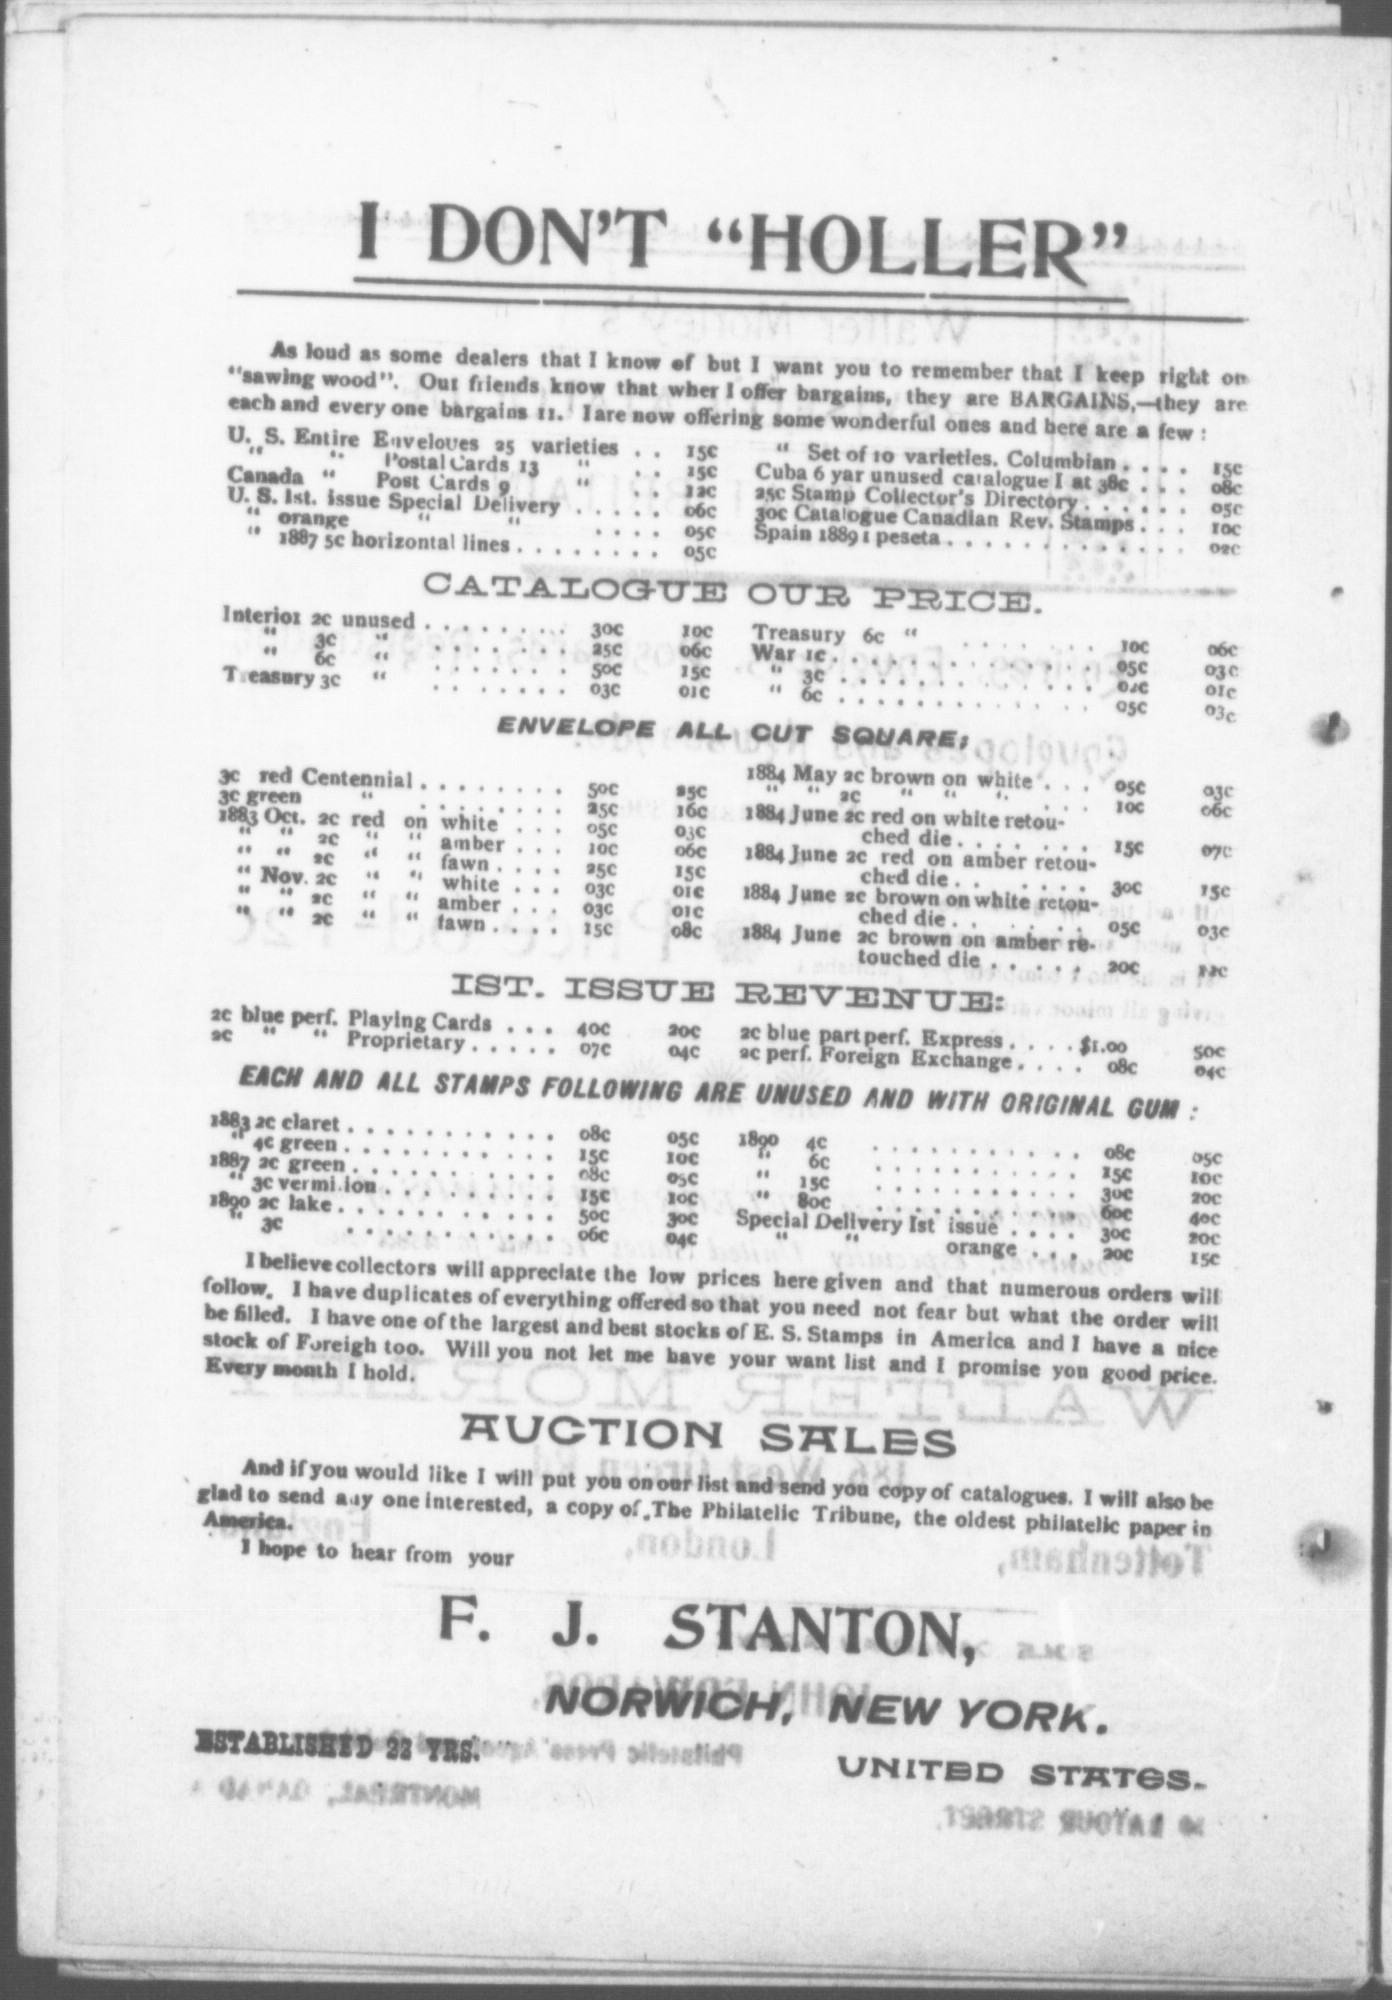 I DON'T "HOLLER"
As loud as some dealers that I know of but I want you to remember that I keep right on
"sawing wood". Out friends know that wher I offer bargains, they are BARGAINS,—they are
each and every one bargains 11. I are now offering some wonderful ones and here are a few :
U. S. Entire Enveloues 25 varieties . . 15c
" " Postal Cards 13 " . . 15c
Canada " Post Cards 9 " . . 12c
U. S. 1st. issue Special Delivery . . . . . 06c
" orange " " . . . . 05c
" 1887 5c horizontal lines . . . . . . . . 05c
" Set of 10 varieties. Columbian . . . . 15c
Cuba 6 yar unused catalogue I at 38c . . . 08c
25c Stamp Collector's Directory . . . . . . 05c
30c Catalogue Canadian Rev. Stamps . . . 10c
Spain 1889 1 peseta . . . . . . . . . . . . . 02c
CATALOGUE OUR PRICE.
Interior 2c unused . . . . . . . . 30c 10c
" 3c " . . . . . . . . 25c 06c
" 6c " . . . . . . . 50c 15c
Treasury 3c " . . . . . . . 03c 01c
Treasury 6c " . . . . . . . 10c 06c
War 1c . . . . . . . . . . . . . 05c 03c
" 3c . . . . . . . . . . . . . 02c 01c
" 6c . . . . . . . . . . . . . 05c 03c
ENVELOPE ALL CUT SQUARE;
3c red Centennial . . . . . . . . 50c 25c
3c green " . . . . . . . . 25c 16c
1883 Oct. 2c red on white . . . 05c 03c
" " 2c " " amber . . . 10c 06c
" " 2c " " fawn . . . . 25c 15c
" Nov. 2c " " white . . . 03c 01c
" " 2c " " amber . . . 03c 01c
" " 2c " " fawn . . . . 15c 08c
1884 May 2c brown on white . . . 05c 03c
" " 2c " " " . . . 10c 06c
1884 June 2c red on white retou-
ched die . . . . . . 15c 07c
1884 June 2c red on amber retou-
ched die . . . . . . 30c 15c
1884 June 2c brown on white retou-
ched die . . . . . . 05c 03c
1884 June 2c brown on amber re-
touched die . . . . . 20c 12c
IST. ISSUE REVENUE:
2c blue perf. Playing Cards . . . 40c 20c
2c " " Proprietary . . . . . 07c 04c
2c blue part perf. Express . . . . $1.00 50c
2c perf. Foreign Exchange . . . . 08c 04c
EACH AND ALL STAMPS FOLLOWING ARE UNUSED AND WITH ORIGINAL GUM :
1883 2c claret . . . . . . . . . . . 08c 05c
" 4c green . . . . . . . . . . . 15c 10c
1887 2c green . . . . . . . . . . . 08c 05c
" 3c vermi.ion . . . . . . . . . 15c 10c
1890 2c lake . . . . . . . . . . . 50c 30c
" 3c . . . . . . . . . . . 06c 04c
1890 4c . . . . . . . . . . . 08c 05c
" 6c . . . . . . . . . . . 15c 10c
" 15c . . . . . . . . . . . 30c 20c
" 80c . . . . . . . . . . . 60c 40c
Special Delivery Ist issue . . . . 30c 20c
" " orange . . . 20c 15c
I believe collectors will appreciate the low prices here given and that numerous orders will
follow. I have duplicates of everything offered so that you need not fear but what the order will
be filled. I have one of the largest and best stocks of E. S. Stamps in America and I have a nice
stock of Foreigh too. Will you not let me have your want list and I promise you good price.
Every month I hold.
AUCTION SALES
And if you would like I will put you on our list and send you copy of catalogues. I will also be
glad to send any one interested, a copy of The Philatelic Tribune, the oldest philatelic paper in
America.
I hope to hear from your
F. J. STANTON,
NORWICH, NEW YORK.
ESTABLISHED 22 YRS.
UNITED STATES.